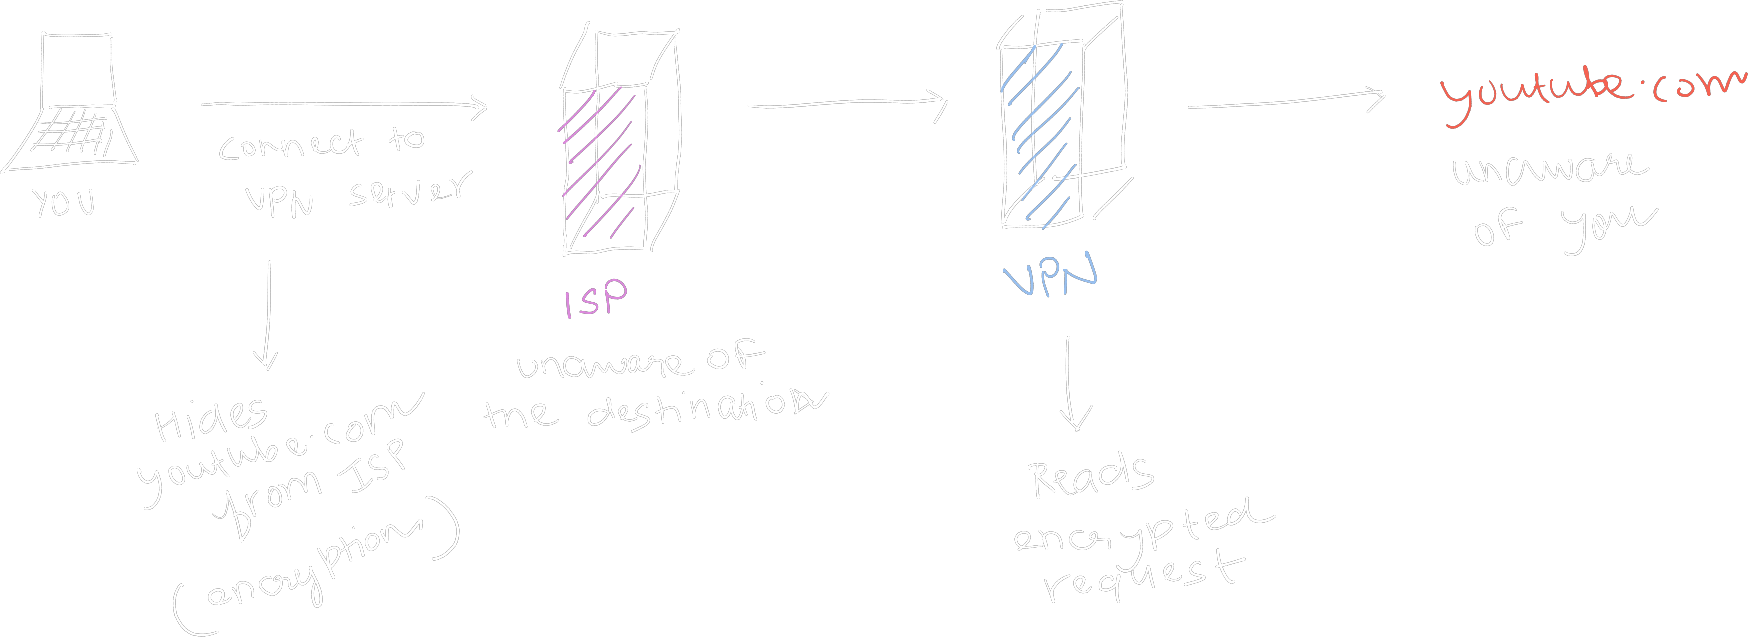 YOU
connect to
VPN server
Hides
youtube.com
from ISP
(encryption)
ISP
unaware of
the destination
VPN
Reads
encrypted
request
youtube.com
unaware
of you